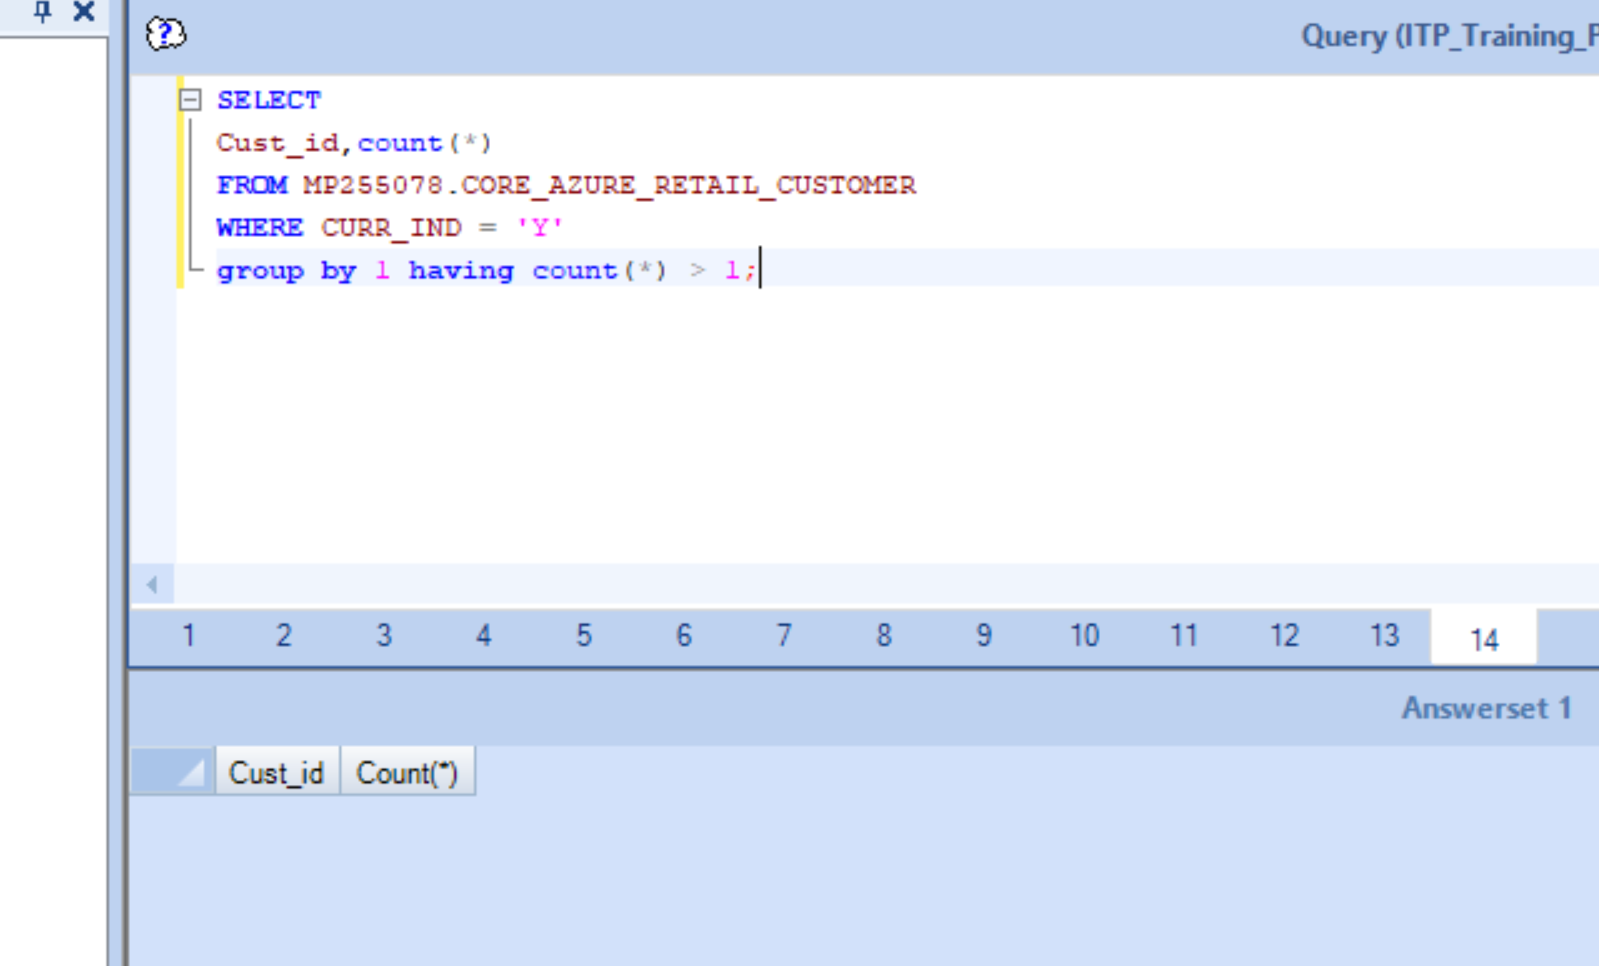 Query (ITP_Training_P
SELECT
Cust_id,count(*)
FROM MP255078.CORE_AZURE_RETAIL_CUSTOMER
WHERE CURR_IND = 'Y'
group by 1 having count(*) > 1;
1 2 3 4 5 6 7 8 9 10 11 12 13 14
Answerset 1
Cust_id Count(*)